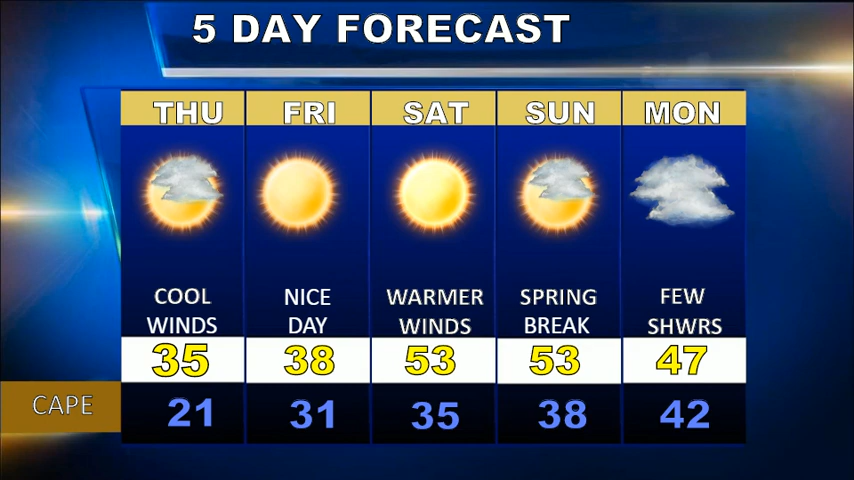 5 DAY FORECAST
THU FRI SAT SUN MON
COOL NICE WARMER SPRING FEW
WINDS DAY WINDS BREAK SHWRS
35 38 53 53 47
CAPE 21 31 35 38 42